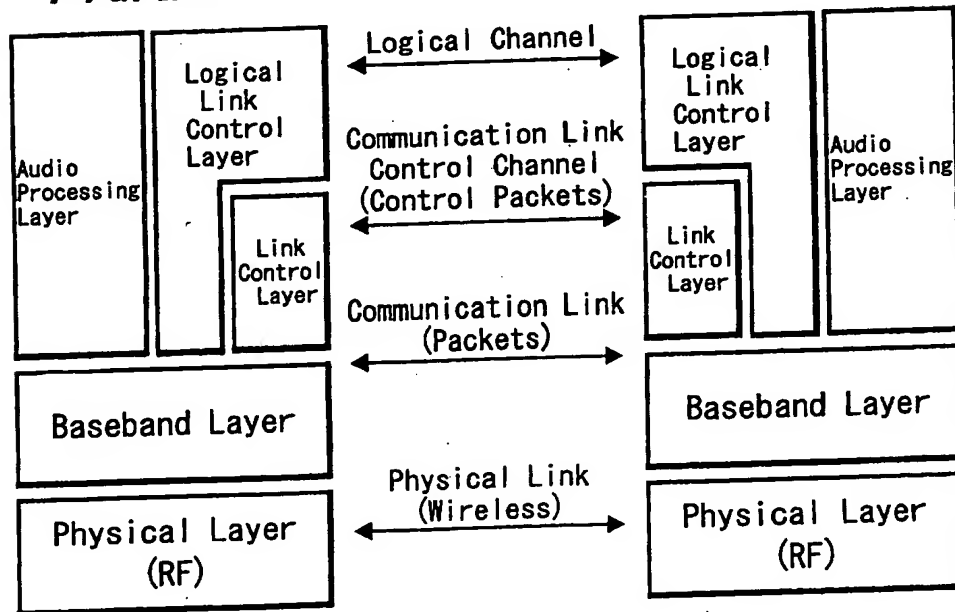 Audio
Processing
Layer
Logical
Link
Control
Layer
Link
Control
Layer
Baseband Layer
Physical Layer
(RF)
Logical Channel
Communication Link
Control Channel
(Control Packets)
Communication Link
(Packets)
Physical Link
(Wireless)
Logical
Link
Control
Layer
Audio
Processing
Layer
Link
Control
Layer
Baseband Layer
Physical Layer
(RF)